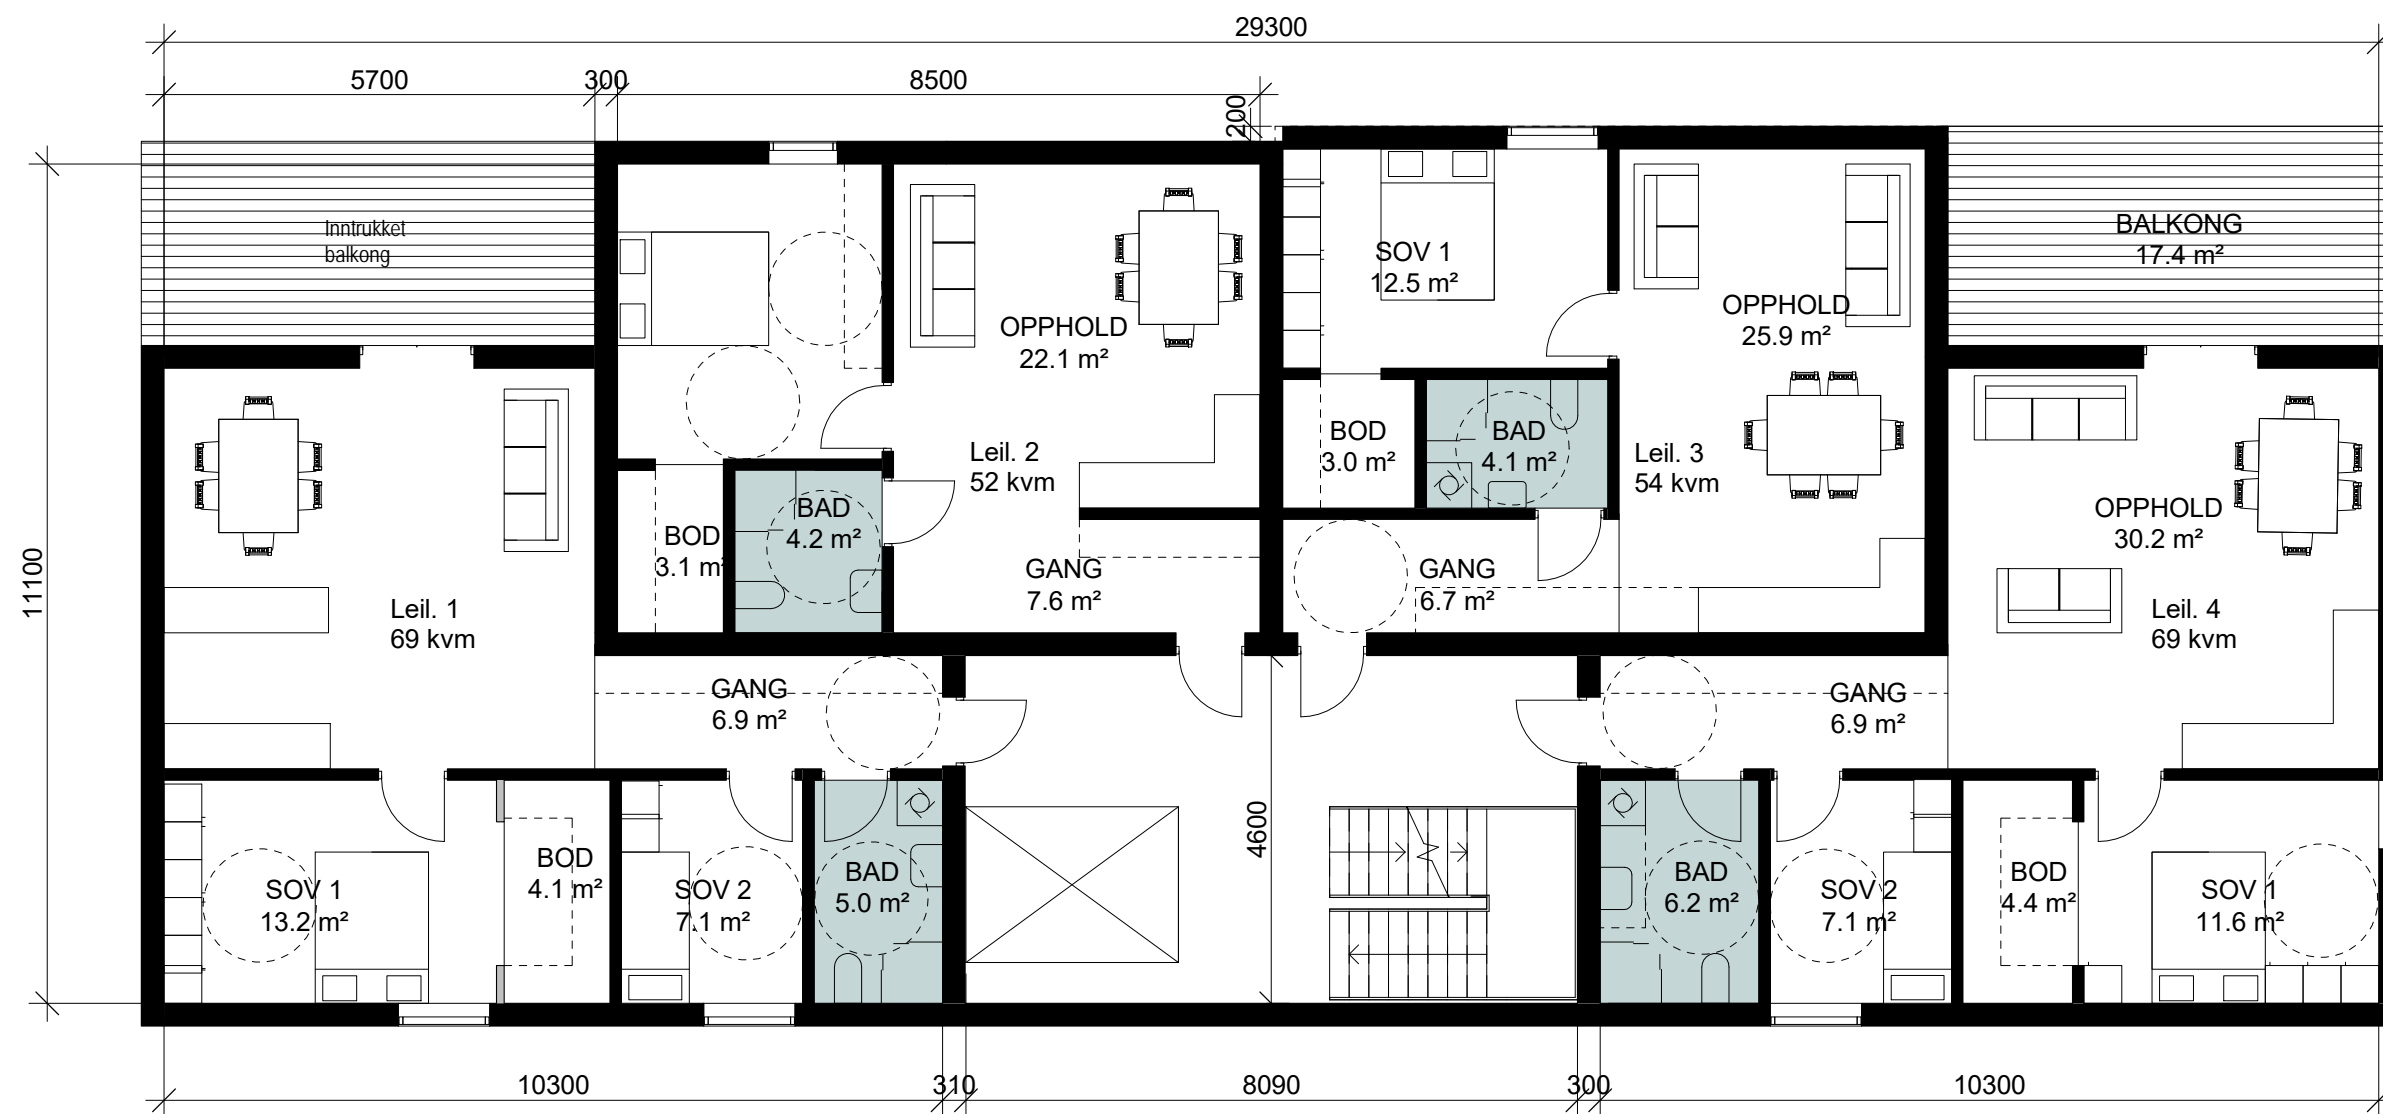 29300
5700
300
8500
200
11100
Inntrukket
balkong
BALKONG
17.4 m²
SOV 1
12.5 m²
OPPHOLD
25.9 m²
OPPHOLD
22.1 m²
Leil. 2
52 kvm
BOD
3.0 m²
BAD
4.1 m²
Leil. 3
54 kvm
BAD
4.2 m²
BOD
3.1 m²
OPPHOLD
30.2 m²
GANG
7.6 m²
GANG
6.7 m²
Leil. 1
69 kvm
Leil. 4
69 kvm
GANG
6.9 m²
GANG
6.9 m²
4600
SOV 1
13.2 m²
BOD
4.1 m²
SOV 2
7.1 m²
BAD
5.0 m²
BAD
6.2 m²
SOV 2
7.1 m²
BOD
4.4 m²
SOV 1
11.6 m²
10300
310
8090
300
10300